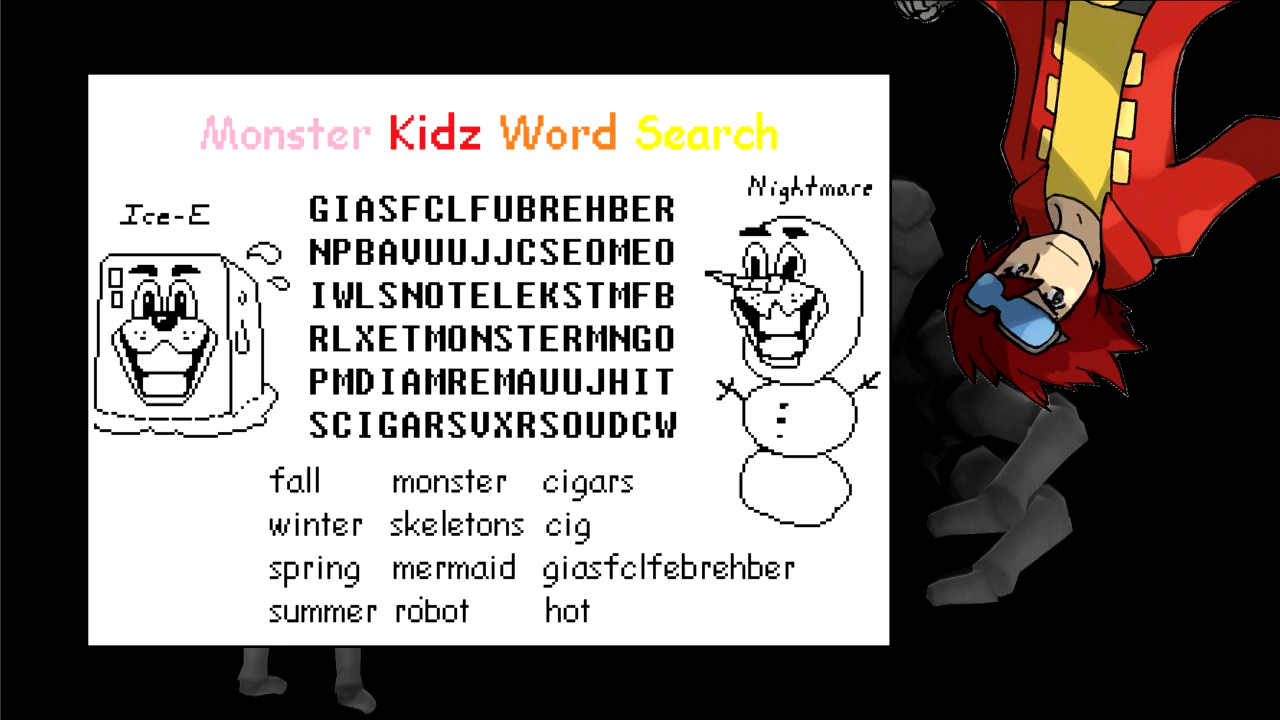 Monster Kidz Word Search
Nightmare
Ice-E
GIASFCLFUBREHBER
NPBAVUUJJCSEOMEO
IWLSNOTELEKSTMFB
RLXETMONSTERMNGO
PMDIAMREMAUUJHIT
SCIGARSVXRSOUDCW
fall monster cigars
winter skeletons cig
spring mermaid giasfclfebrehber
summer robot hot